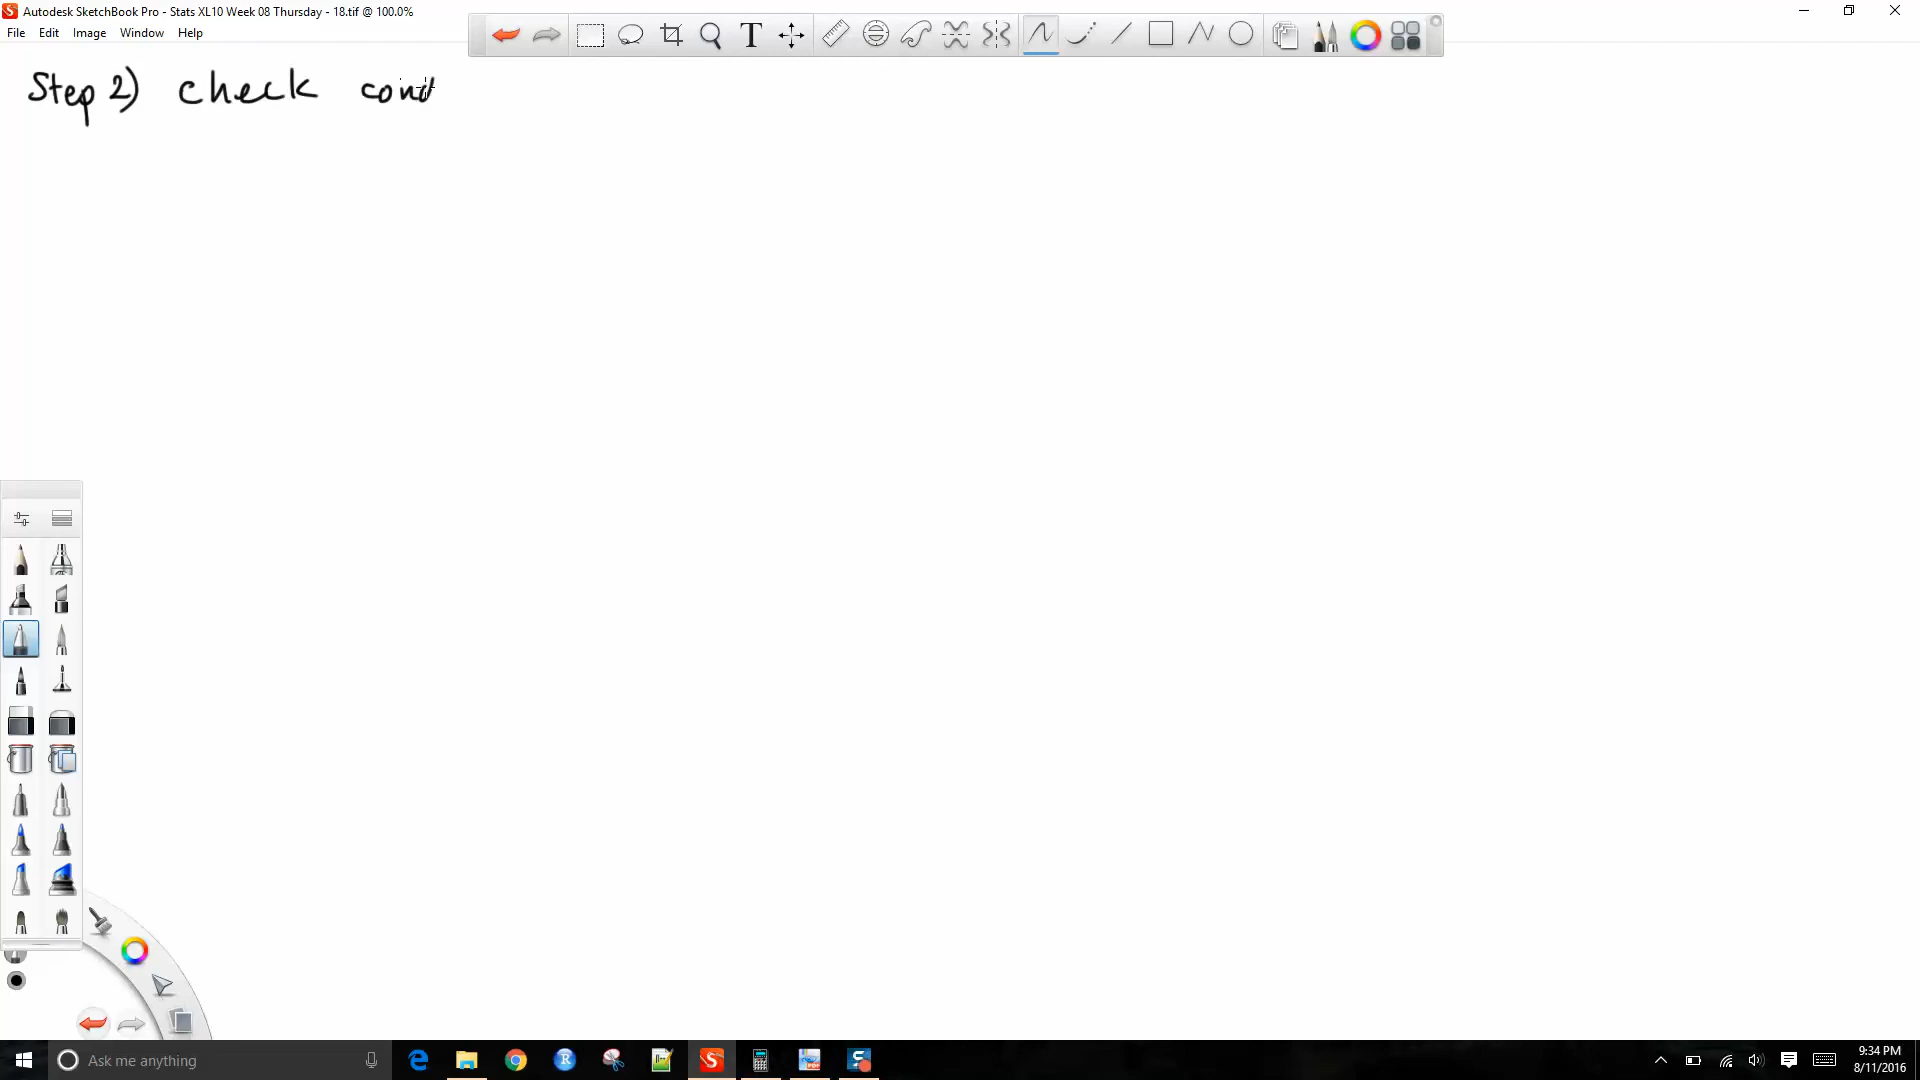 Autodesk SketchBook Pro - Stats XL10 Week 08 Thursday - 18.tif @ 100.0%
File Edit Image Window Help
Step 2) check cond
Ask me anything
9:34 PM
8/11/2016